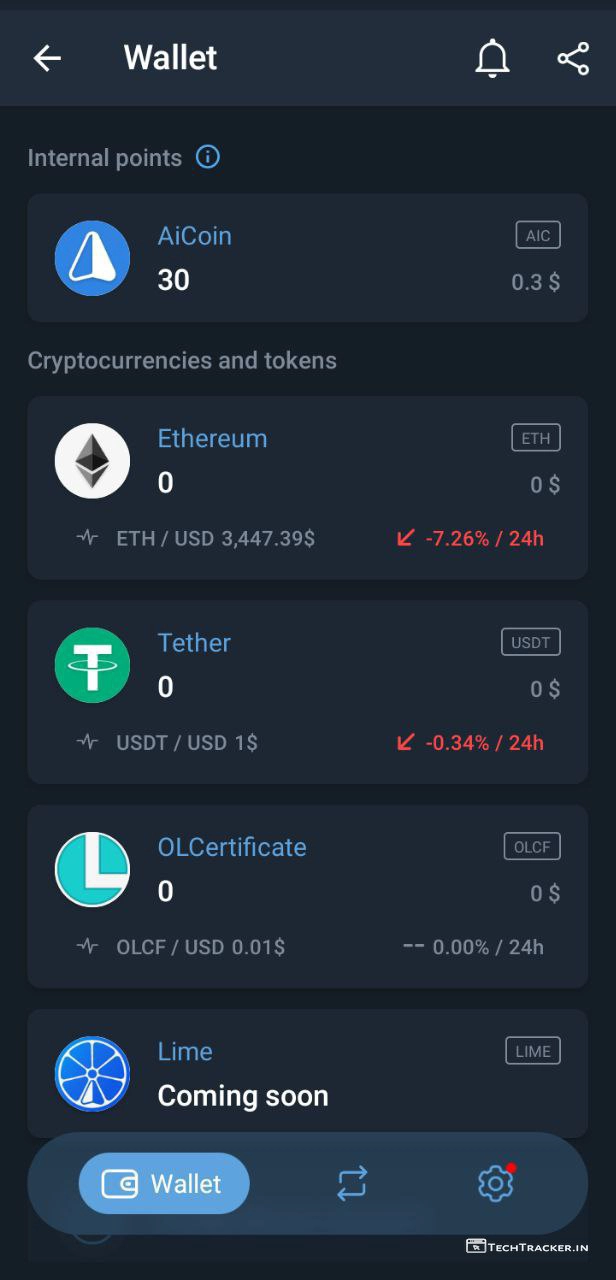 Wallet
Internal points
AiCoin AIC
30 0.3 $
Cryptocurrencies and tokens
Ethereum ETH
0 0 $
ETH / USD 3,447.39$ -7.26% / 24h
Tether USDT
0 0 $
USDT / USD 1$ -0.34% / 24h
OLCertificate OLCF
0 0 $
OLCF / USD 0.01$ -- 0.00% / 24h
Lime LIME
Coming soon
Wallet
TECHTRACKER.IN